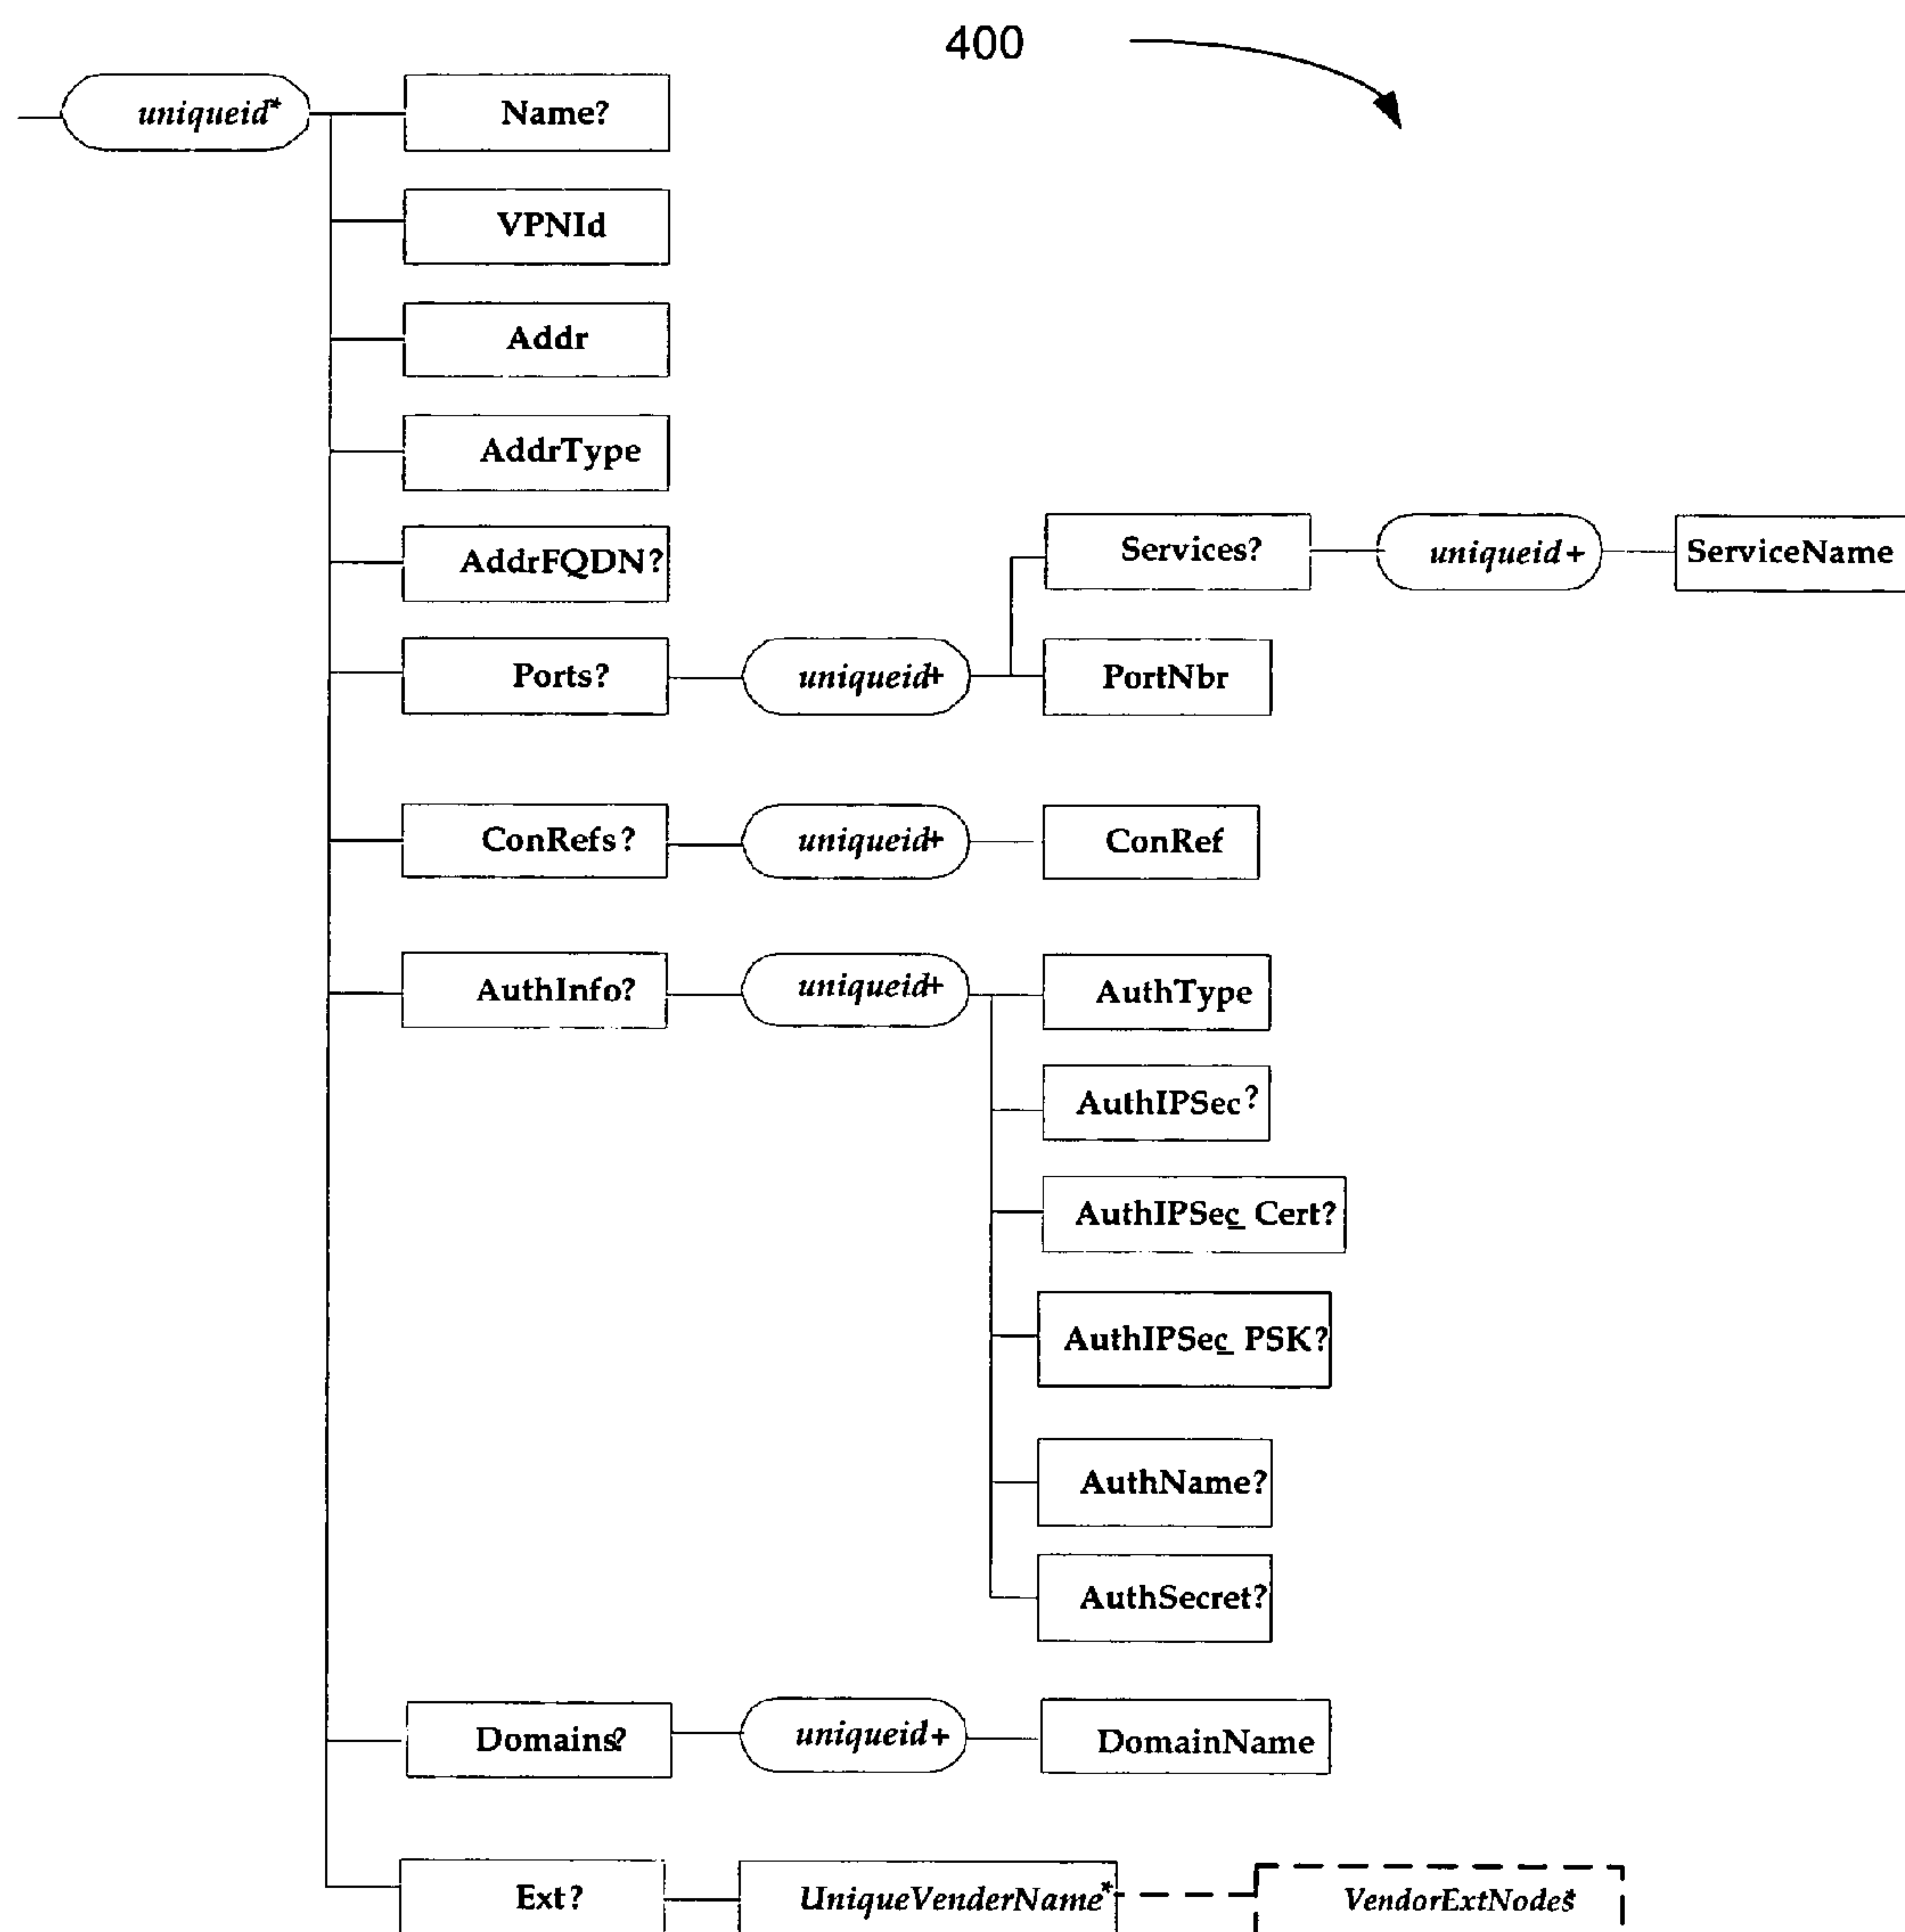 400
uniqueid*
Name?
VPNId
Addr
AddrType
AddrFQDN?
Services?
uniqueid+
ServiceName
Ports?
uniqueid+
PortNbr
ConRefs?
uniqueid+
ConRef
AuthInfo?
uniqueid+
AuthType
AuthIPSec?
AuthIPSec_Cert?
AuthIPSec_PSK?
AuthName?
AuthSecret?
Domains?
uniqueid+
DomainName
Ext?
UniqueVenderName*
VendorExtNodes*